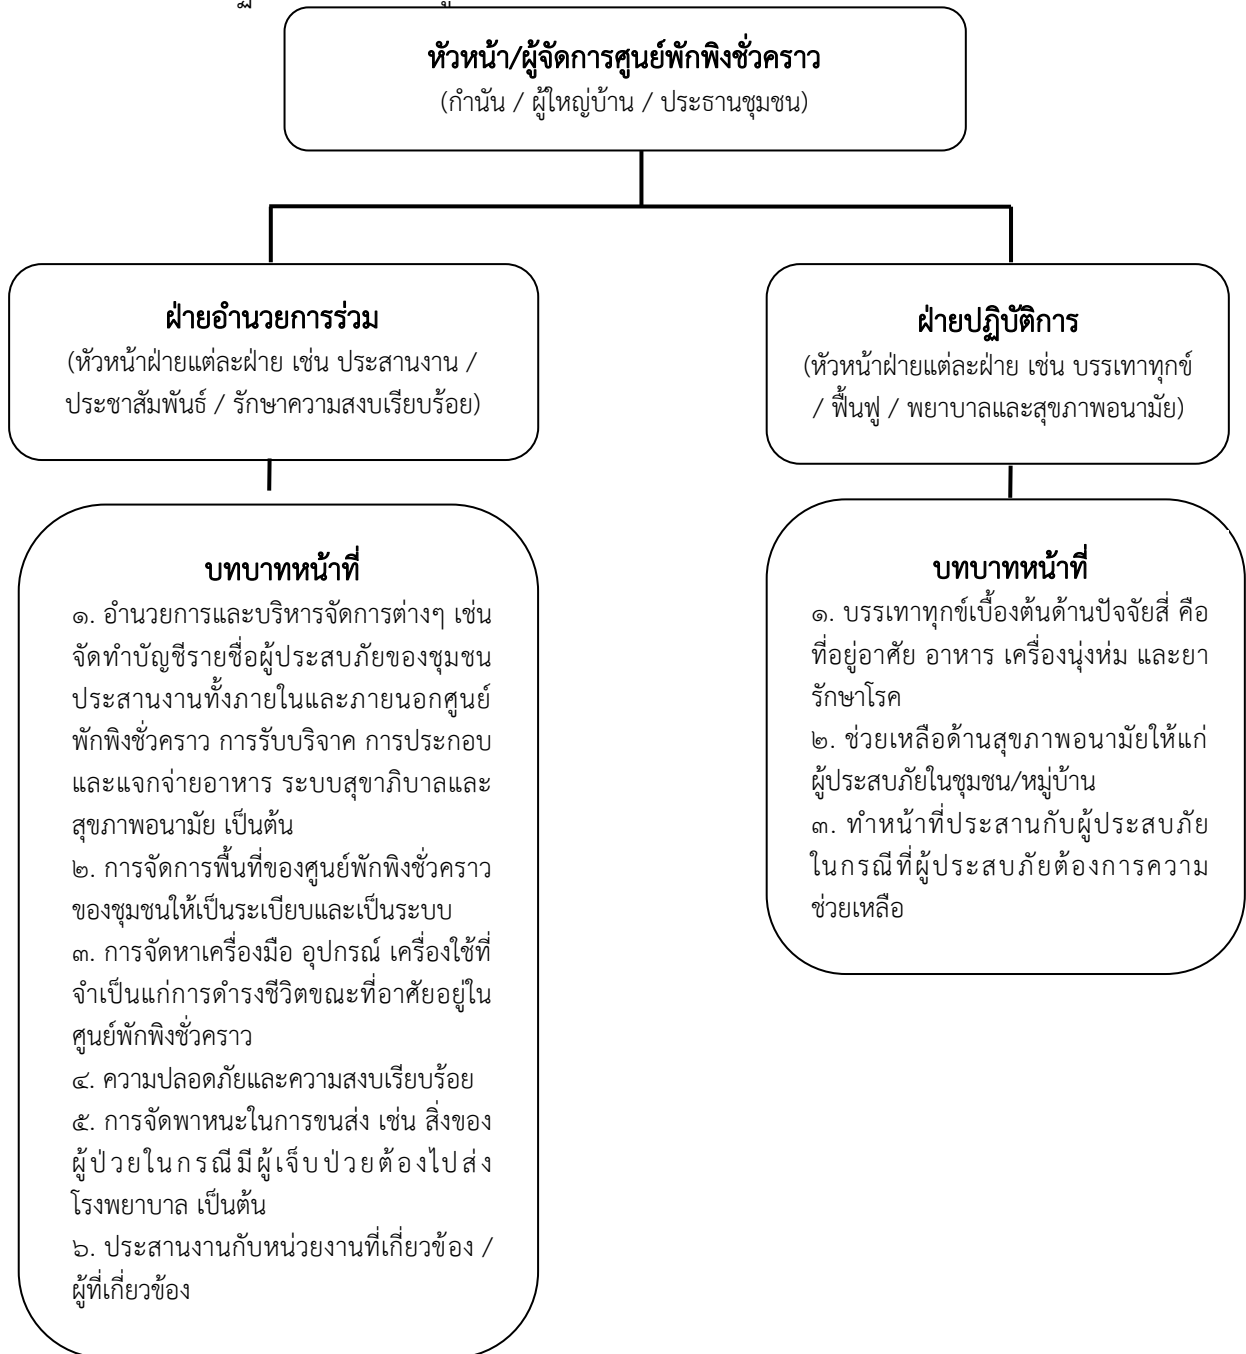 หัวหน้า/ผู้จัดการศูนย์พักพิงชั่วคราว
(กำนัน / ผู้ใหญ่บ้าน / ประธานชุมชน)
ฝ่ายอำนวยการร่วม
(หัวหน้าฝ่ายแต่ละฝ่าย เช่น ประสานงาน /
ประชาสัมพันธ์ / รักษาความสงบเรียบร้อย)
ฝ่ายปฏิบัติการ
(หัวหน้าฝ่ายแต่ละฝ่าย เช่น บรรเทาทุกข์
/ ฟื้นฟู / พยาบาลและสุขภาพอนามัย)
บทบาทหน้าที่
๑. อำนวยการและบริหารจัดการต่างๆ เช่น
จัดทำบัญชีรายชื่อผู้ประสบภัยของชุมชน
ประสานงานทั้งภายในและภายนอกศูนย์
พักพิงชั่วคราว การรับบริจาค การประกอบ
และแจกจ่ายอาหาร ระบบสุขาภิบาลและ
สุขภาพอนามัย เป็นต้น
๒. การจัดการพื้นที่ของศูนย์พักพิงชั่วคราว
ของชุมชนให้เป็นระเบียบและเป็นระบบ
๓. การจัดหาเครื่องมือ อุปกรณ์ เครื่องใช้ที่
จำเป็นแก่การดำรงชีวิตขณะที่อาศัยอยู่ใน
ศูนย์พักพิงชั่วคราว
๔. ความปลอดภัยและความสงบเรียบร้อย
๕. การจัดพาหนะในการขนส่ง เช่น สิ่งของ
ผู้ป่วยในกรณีมีผู้เจ็บป่วยต้องไปส่ง
โรงพยาบาล เป็นต้น
๖. ประสานงานกับหน่วยงานที่เกี่ยวข้อง /
ผู้ที่เกี่ยวข้อง
บทบาทหน้าที่
๑. บรรเทาทุกข์เบื้องต้นด้านปัจจัยสี่ คือ
ที่อยู่อาศัย อาหาร เครื่องนุ่งห่ม และยา
รักษาโรค
๒. ช่วยเหลือด้านสุขภาพอนามัยให้แก่
ผู้ประสบภัยในชุมชน/หมู่บ้าน
๓. ทำหน้าที่ประสานกับผู้ประสบภัย
ในกรณีที่ผู้ประสบภัยต้องการความ
ช่วยเหลือ